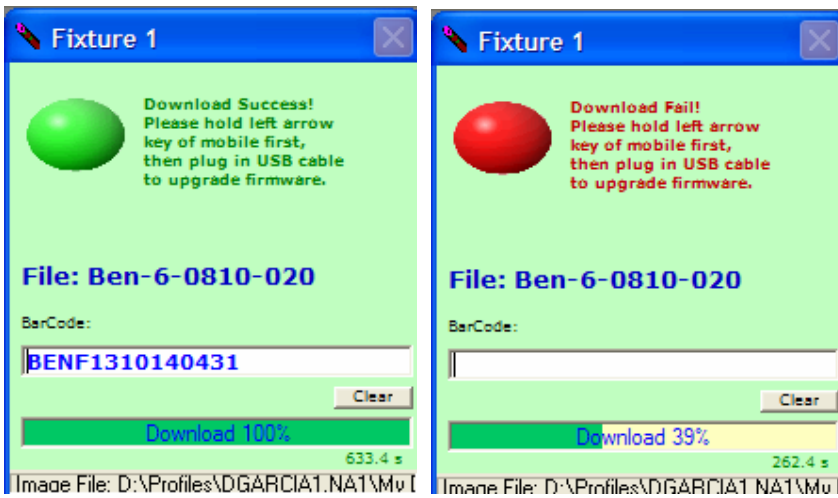 Fixture 1
Download Success!
Please hold left arrow
key of mobile first,
then plug in USB cable
to upgrade firmware.
File: Ben-6-0810-020
BarCode:
BENF1310140431
Clear
Download 100%
633.4 s
Image File: D:\Profiles\DGARCIA1.NA1\My
Fixture 1
Download Fail!
Please hold left arrow
key of mobile first,
then plug in USB cable
to upgrade firmware.
File: Ben-6-0810-020
BarCode:
Clear
Download 39%
262.4 s
Image File: D:\Profiles\DGARCIA1.NA1\Mu